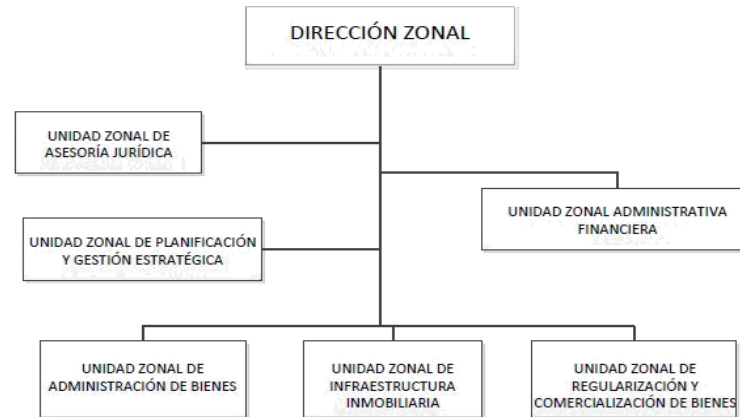 DIRECCIÓN ZONAL
UNIDAD ZONAL DE
ASESORÍA JURÍDICA
UNIDAD ZONAL ADMINISTRATIVA
FINANCIERA
UNIDAD ZONAL DE PLANIFICACIÓN
Y GESTIÓN ESTRATÉGICA
UNIDAD ZONAL DE
ADMINISTRACIÓN DE BIENES
UNIDAD ZONAL DE
INFRAESTRUCTURA
INMOBILIARIA
UNIDAD ZONAL DE
REGULARIZACIÓN Y
COMERCIALIZACIÓN DE BIENES